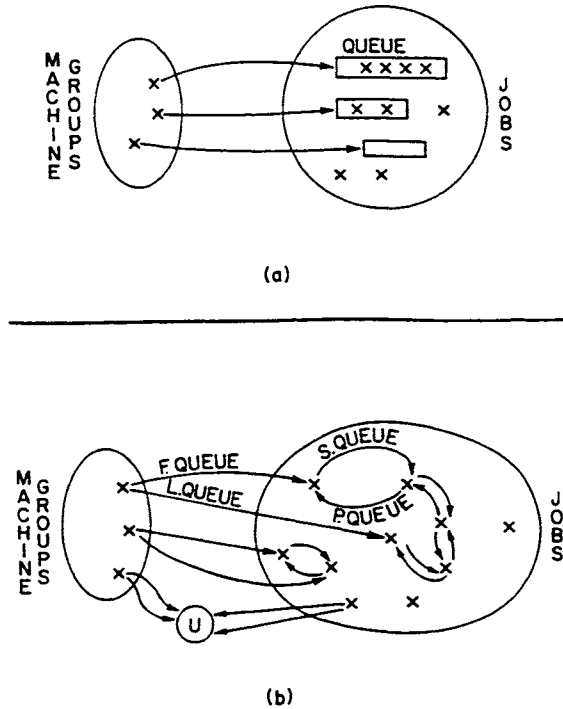 MACHINE
GROUPS
QUEUE
X X X X
X
X
X X
X
X
X X
JOBS
(a)
MACHINE
GROUPS
F.QUEUE
L.QUEUE
S.QUEUE
P.QUEUE
X
X
X
X
X
X
X
X
X
X
X
X
X
U
JOBS
(b)